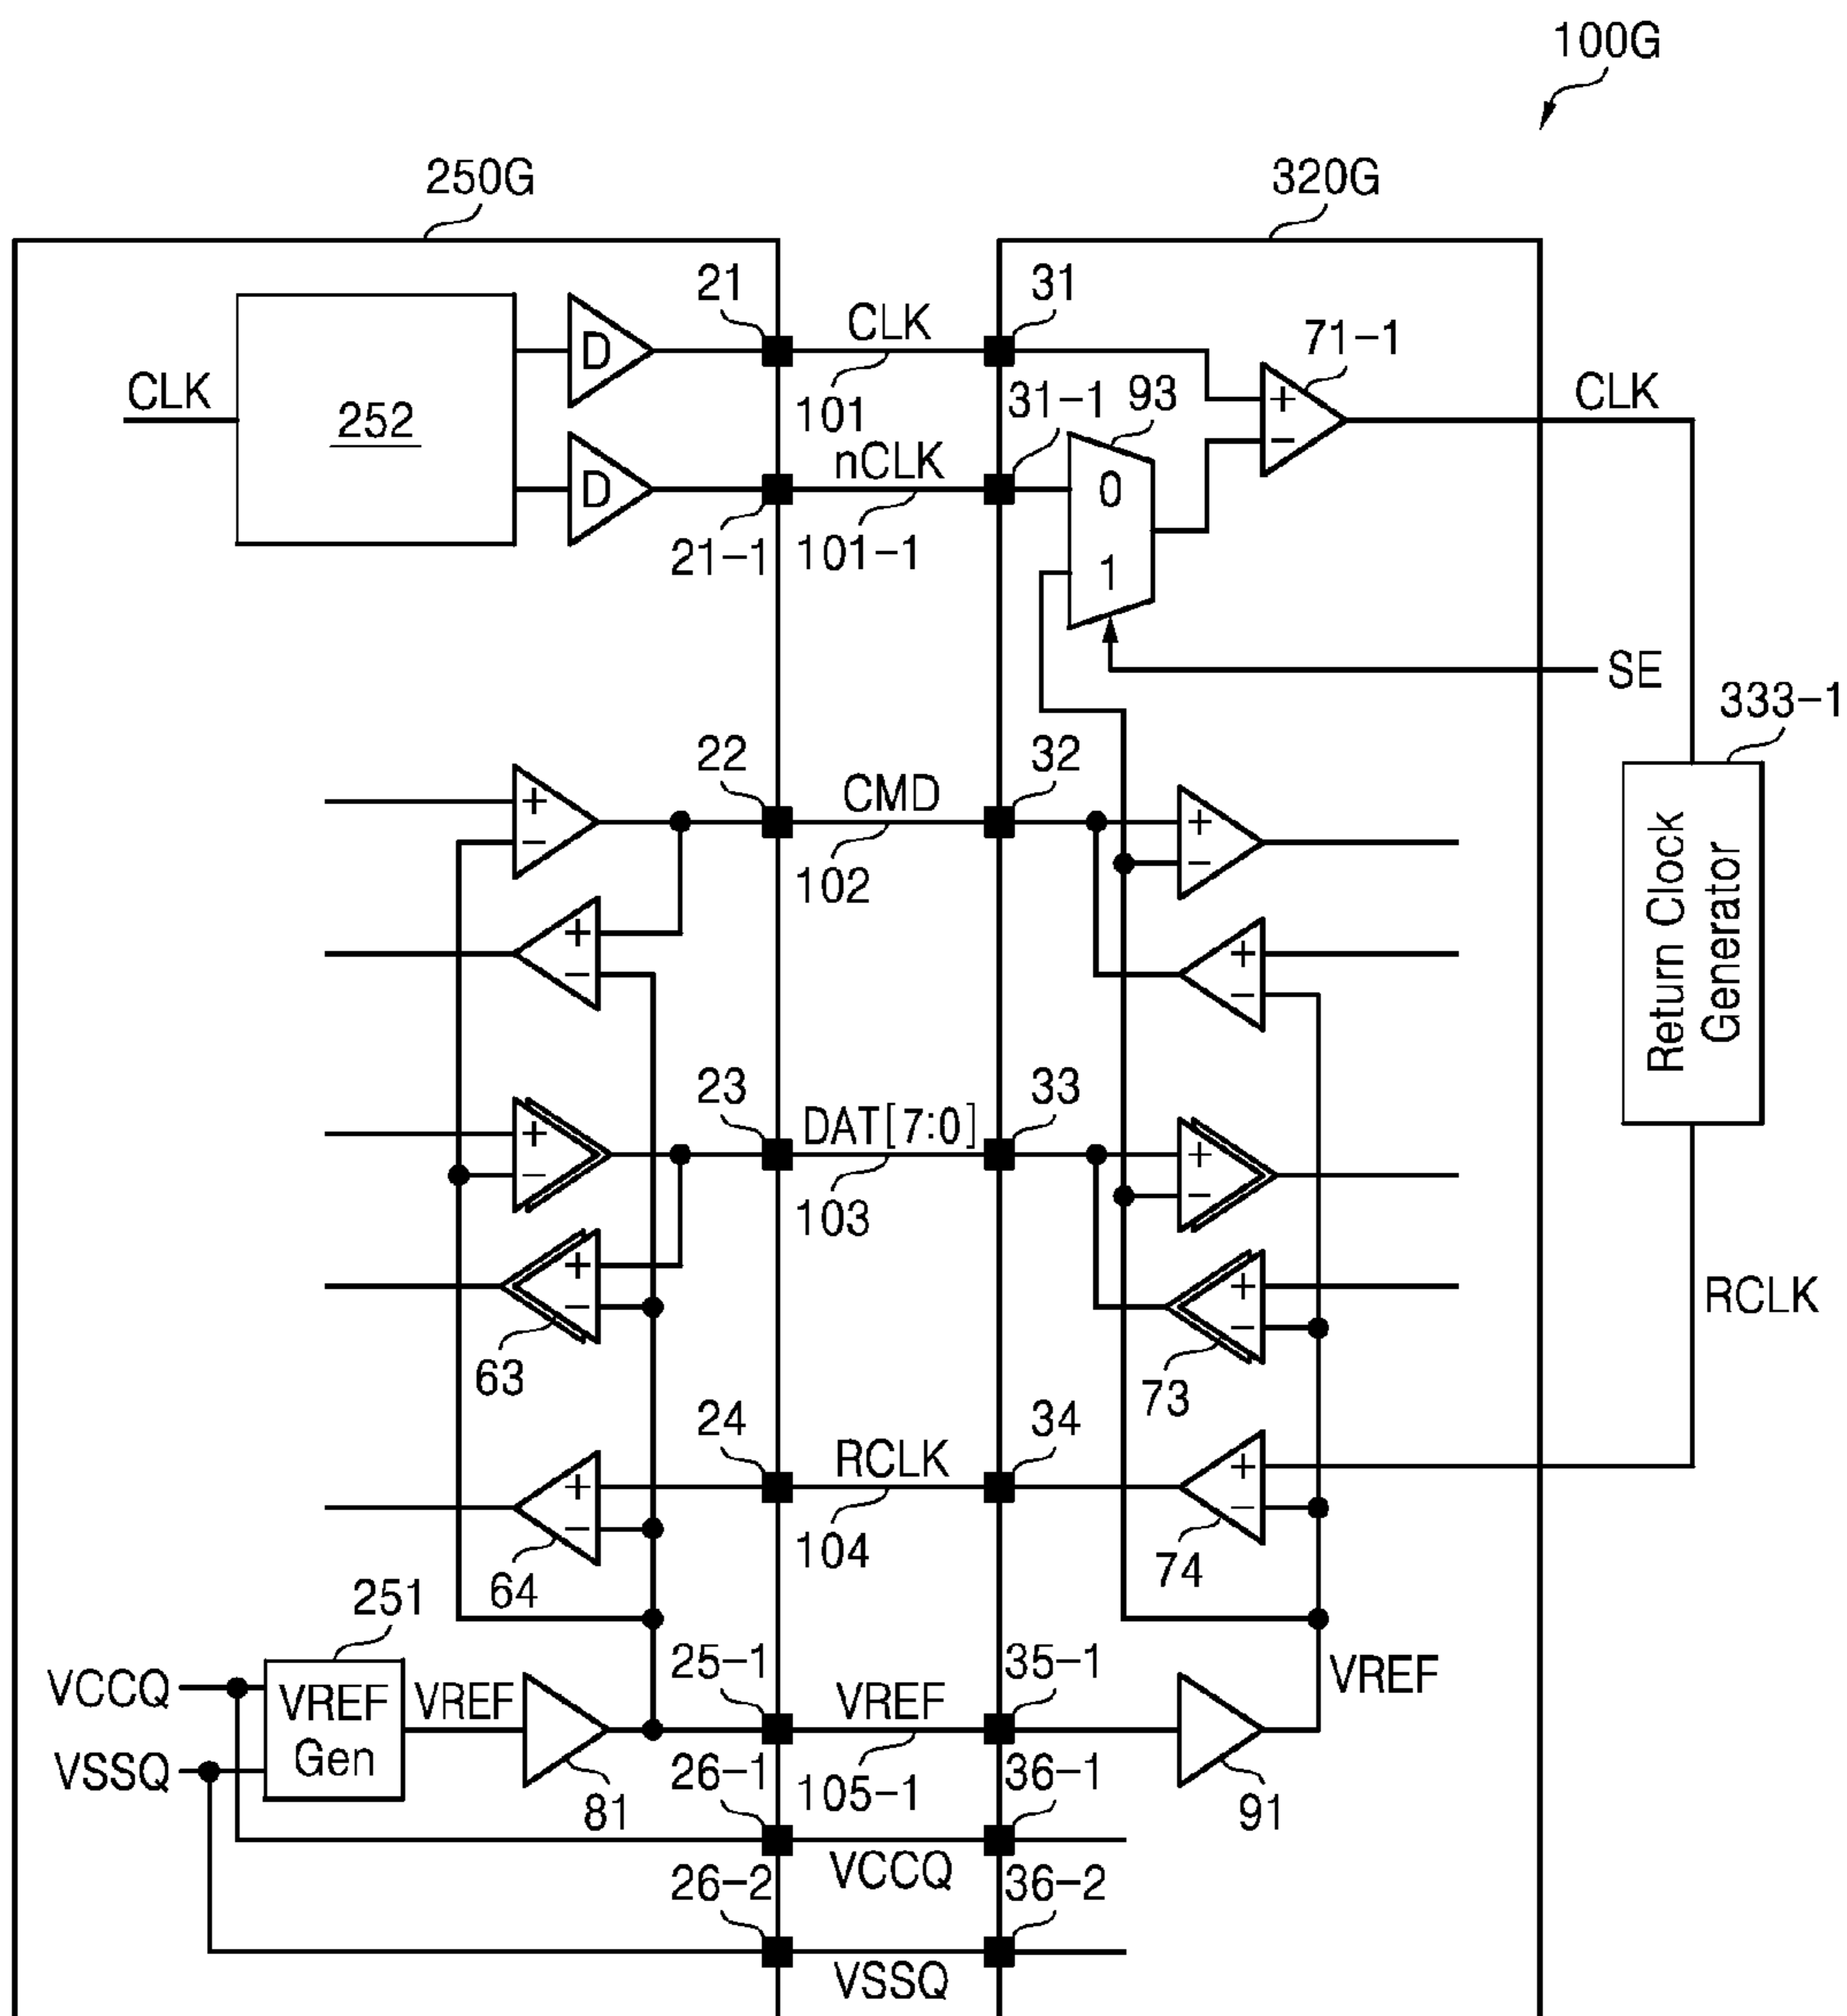 100G
250G
320G
21
CLK
31
71-1
CLK
252
D
101
31-1
93
+
−
CLK
nCLK
0
D
21-1
101-1
1
SE
333-1
22
CMD
32
+
−
102
+
−
+
−
+
−
Return Clock
Generator
23
DAT[7:0]
33
+
−
103
+
−
+
−
+
−
RCLK
63
73
24
RCLK
34
+
−
104
+
−
64
74
251
25-1
35-1
VREF
VCCQ
VREF
Gen
VREF
VREF
VSSQ
26-1
105-1
36-1
81
91
26-2
VCCQ
36-2
VSSQ